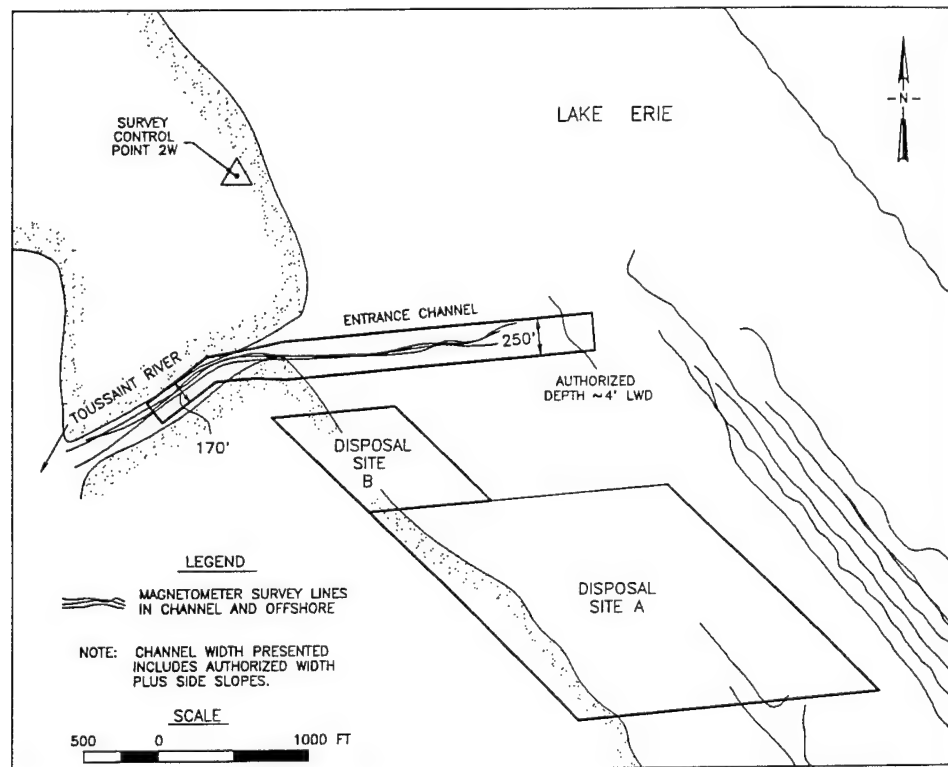 SURVEY
CONTROL
POINT 2W
LAKE ERIE
-N-
ENTRANCE CHANNEL
250'
AUTHORIZED
DEPTH ~4' LWD
TOUSSAINT RIVER
170'
DISPOSAL
SITE
B
DISPOSAL
SITE A
LEGEND
MAGNETOMETER SURVEY LINES
IN CHANNEL AND OFFSHORE
NOTE: CHANNEL WIDTH PRESENTED
INCLUDES AUTHORIZED WIDTH
PLUS SIDE SLOPES.
SCALE
500 0 1000 FT